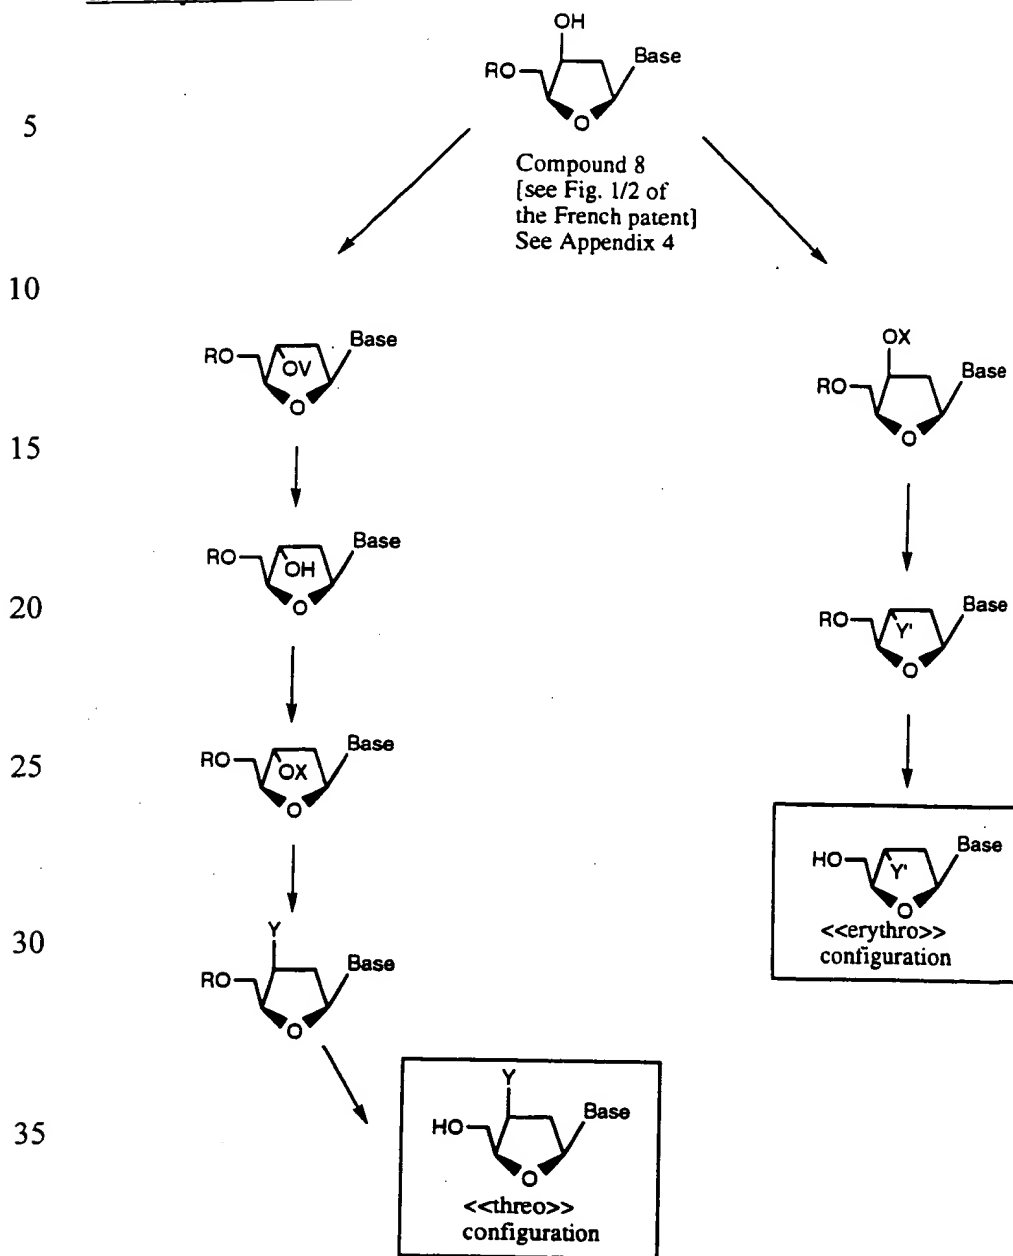 OH
RO
Base
O
5
Compound 8
[see Fig. 1/2 of
the French patent]
See Appendix 4
10
RO
OV
Base
O
OX
RO
Base
O
15
RO
OH
Base
O
20
RO
Y'
Base
O
25
RO
OX
Base
O
HO
Y'
Base
O
<<erythro>>
configuration
30
Y
RO
Base
O
35
Y
HO
Base
O
<<threo>>
configuration